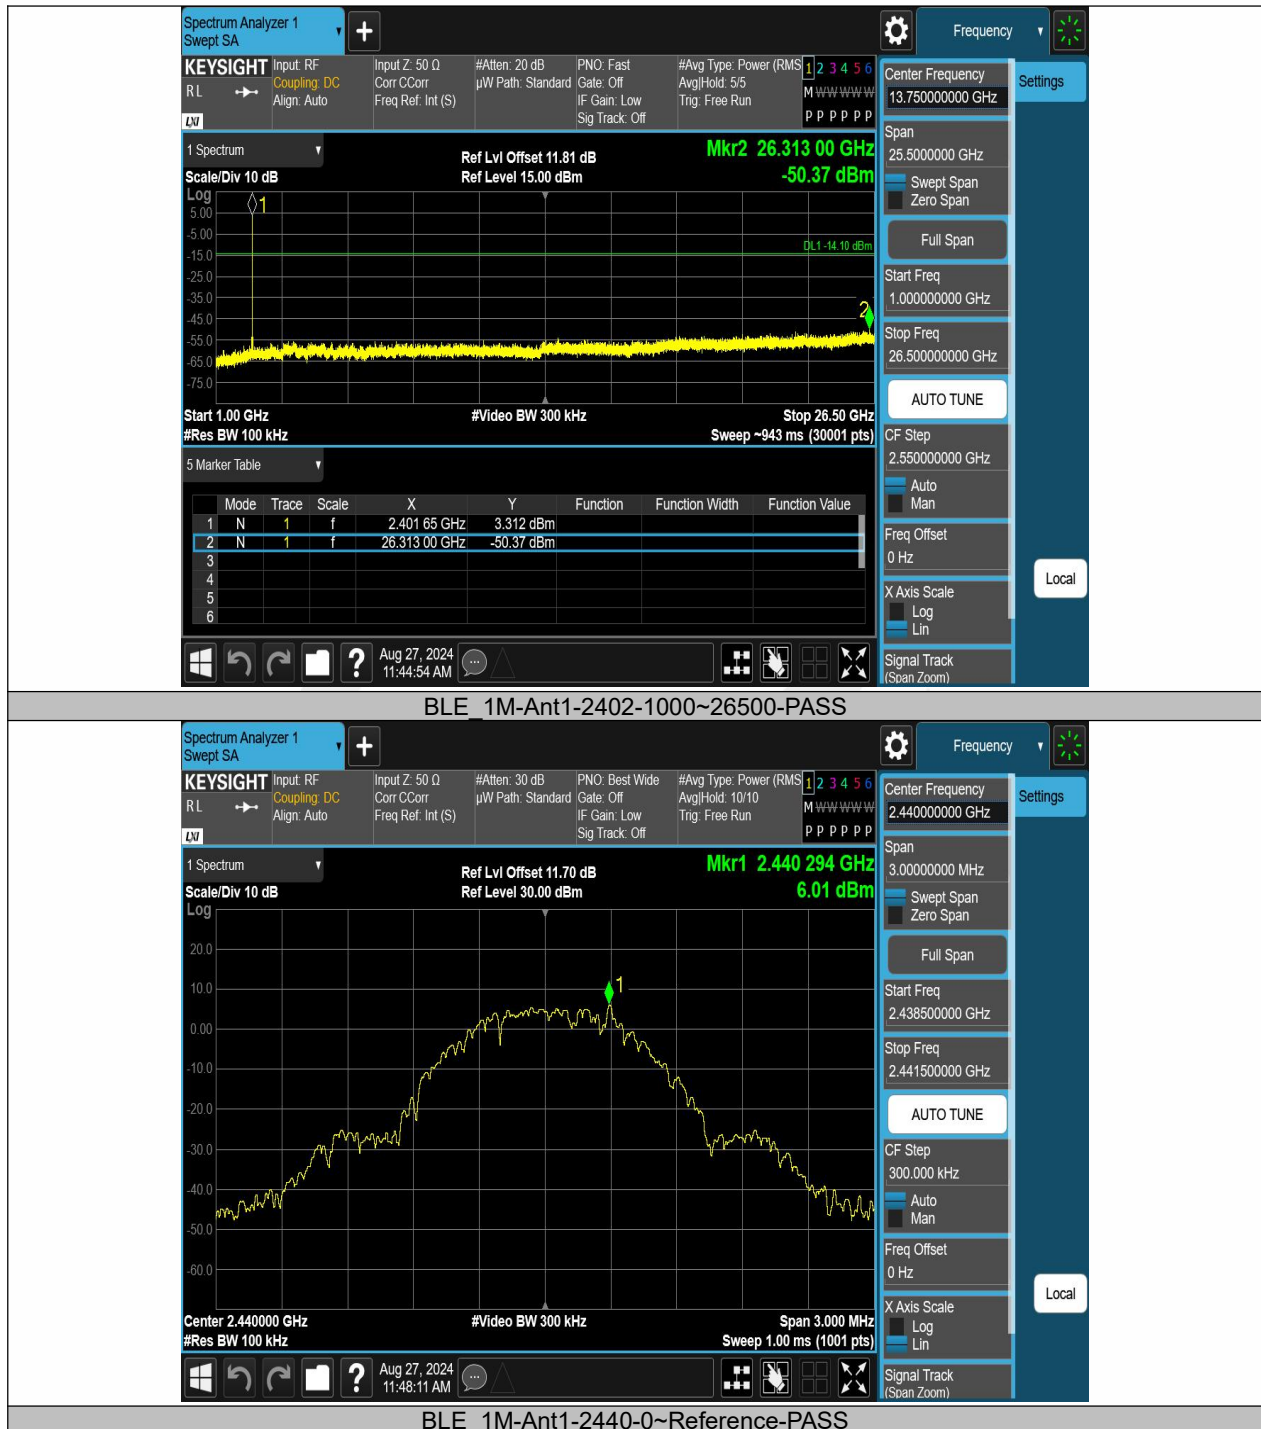 Spectrum Analyzer 1
Swept SA
Frequency
KEYSIGHT
R L
LXI
Input: RF
Coupling: DC
Align: Auto
Input Z: 50 Ω
Corr CCorr
Freq Ref: Int (S)
#Atten: 20 dB
µW Path: Standard
PNO: Fast
Gate: Off
IF Gain: Low
Sig Track: Off
#Avg Type: Power (RMS
Avg|Hold: 5/5
Trig: Free Run
1 2 3 4 5 6
M W W W W W
P P P P P P
1 Spectrum
Scale/Div 10 dB
Ref Lvl Offset 11.81 dB
Ref Level 15.00 dBm
Mkr2 26.313 00 GHz
-50.37 dBm
Log
5.00
-5.00
-15.0
-25.0
-35.0
-45.0
-55.0
-65.0
-75.0
1
DL1 -14.10 dBm
2
Start 1.00 GHz
#Video BW 300 kHz
Stop 26.50 GHz
#Res BW 100 kHz
Sweep ~943 ms (30001 pts)
5 Marker Table
Mode Trace Scale X Y Function Function Width Function Value
1 N 1 f 2.401 65 GHz 3.312 dBm
2 N 1 f 26.313 00 GHz -50.37 dBm
3
4
5
6
Aug 27, 2024
11:44:54 AM
Center Frequency
13.750000000 GHz
Span
25.5000000 GHz
Swept Span
Zero Span
Full Span
Start Freq
1.000000000 GHz
Stop Freq
26.500000000 GHz
AUTO TUNE
CF Step
2.550000000 GHz
Auto
Man
Freq Offset
0 Hz
X Axis Scale
Log
Lin
Signal Track
(Span Zoom)
Settings
Local
BLE_1M-Ant1-2402-1000~26500-PASS
Spectrum Analyzer 1
Swept SA
Frequency
KEYSIGHT
R L
LXI
Input: RF
Coupling: DC
Align: Auto
Input Z: 50 Ω
Corr CCorr
Freq Ref: Int (S)
#Atten: 30 dB
µW Path: Standard
PNO: Best Wide
Gate: Off
IF Gain: Low
Sig Track: Off
#Avg Type: Power (RMS
Avg|Hold: 10/10
Trig: Free Run
1 2 3 4 5 6
M W W W W W
P P P P P P
1 Spectrum
Scale/Div 10 dB
Ref Lvl Offset 11.70 dB
Ref Level 30.00 dBm
Mkr1 2.440 294 GHz
6.01 dBm
Log
20.0
10.0
0.00
-10.0
-20.0
-30.0
-40.0
-50.0
-60.0
1
Center 2.440000 GHz
#Video BW 300 kHz
Span 3.000 MHz
#Res BW 100 kHz
Sweep 1.00 ms (1001 pts)
Aug 27, 2024
11:48:11 AM
Center Frequency
2.440000000 GHz
Span
3.00000000 MHz
Swept Span
Zero Span
Full Span
Start Freq
2.438500000 GHz
Stop Freq
2.441500000 GHz
AUTO TUNE
CF Step
300.000 kHz
Auto
Man
Freq Offset
0 Hz
X Axis Scale
Log
Lin
Signal Track
(Span Zoom)
Settings
Local
BLE_1M-Ant1-2440-0~Reference-PASS